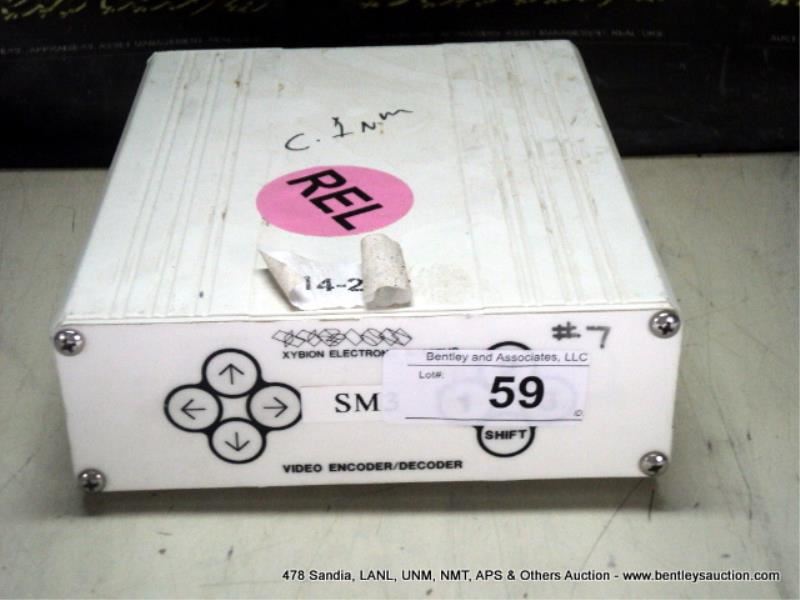 C. 1 Nm
REL
14-2
#7
XYBION ELECTRON
Bentley and Associates, LLC
Lot#:
59
SM3
SHIFT
VIDEO ENCODER/DECODER
478 Sandia, LANL, UNM, NMT, APS & Others Auction - www.bentleysauction.com